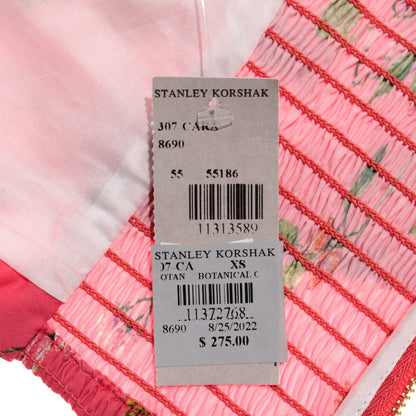 STANLEY KORSHAK
307 CARA
8690
55 55186
11313589
STANLEY KORSHAK
07 CA XS
OTAN BOTANICAL C
11372768
8690 8/25/2022
$ 275.00